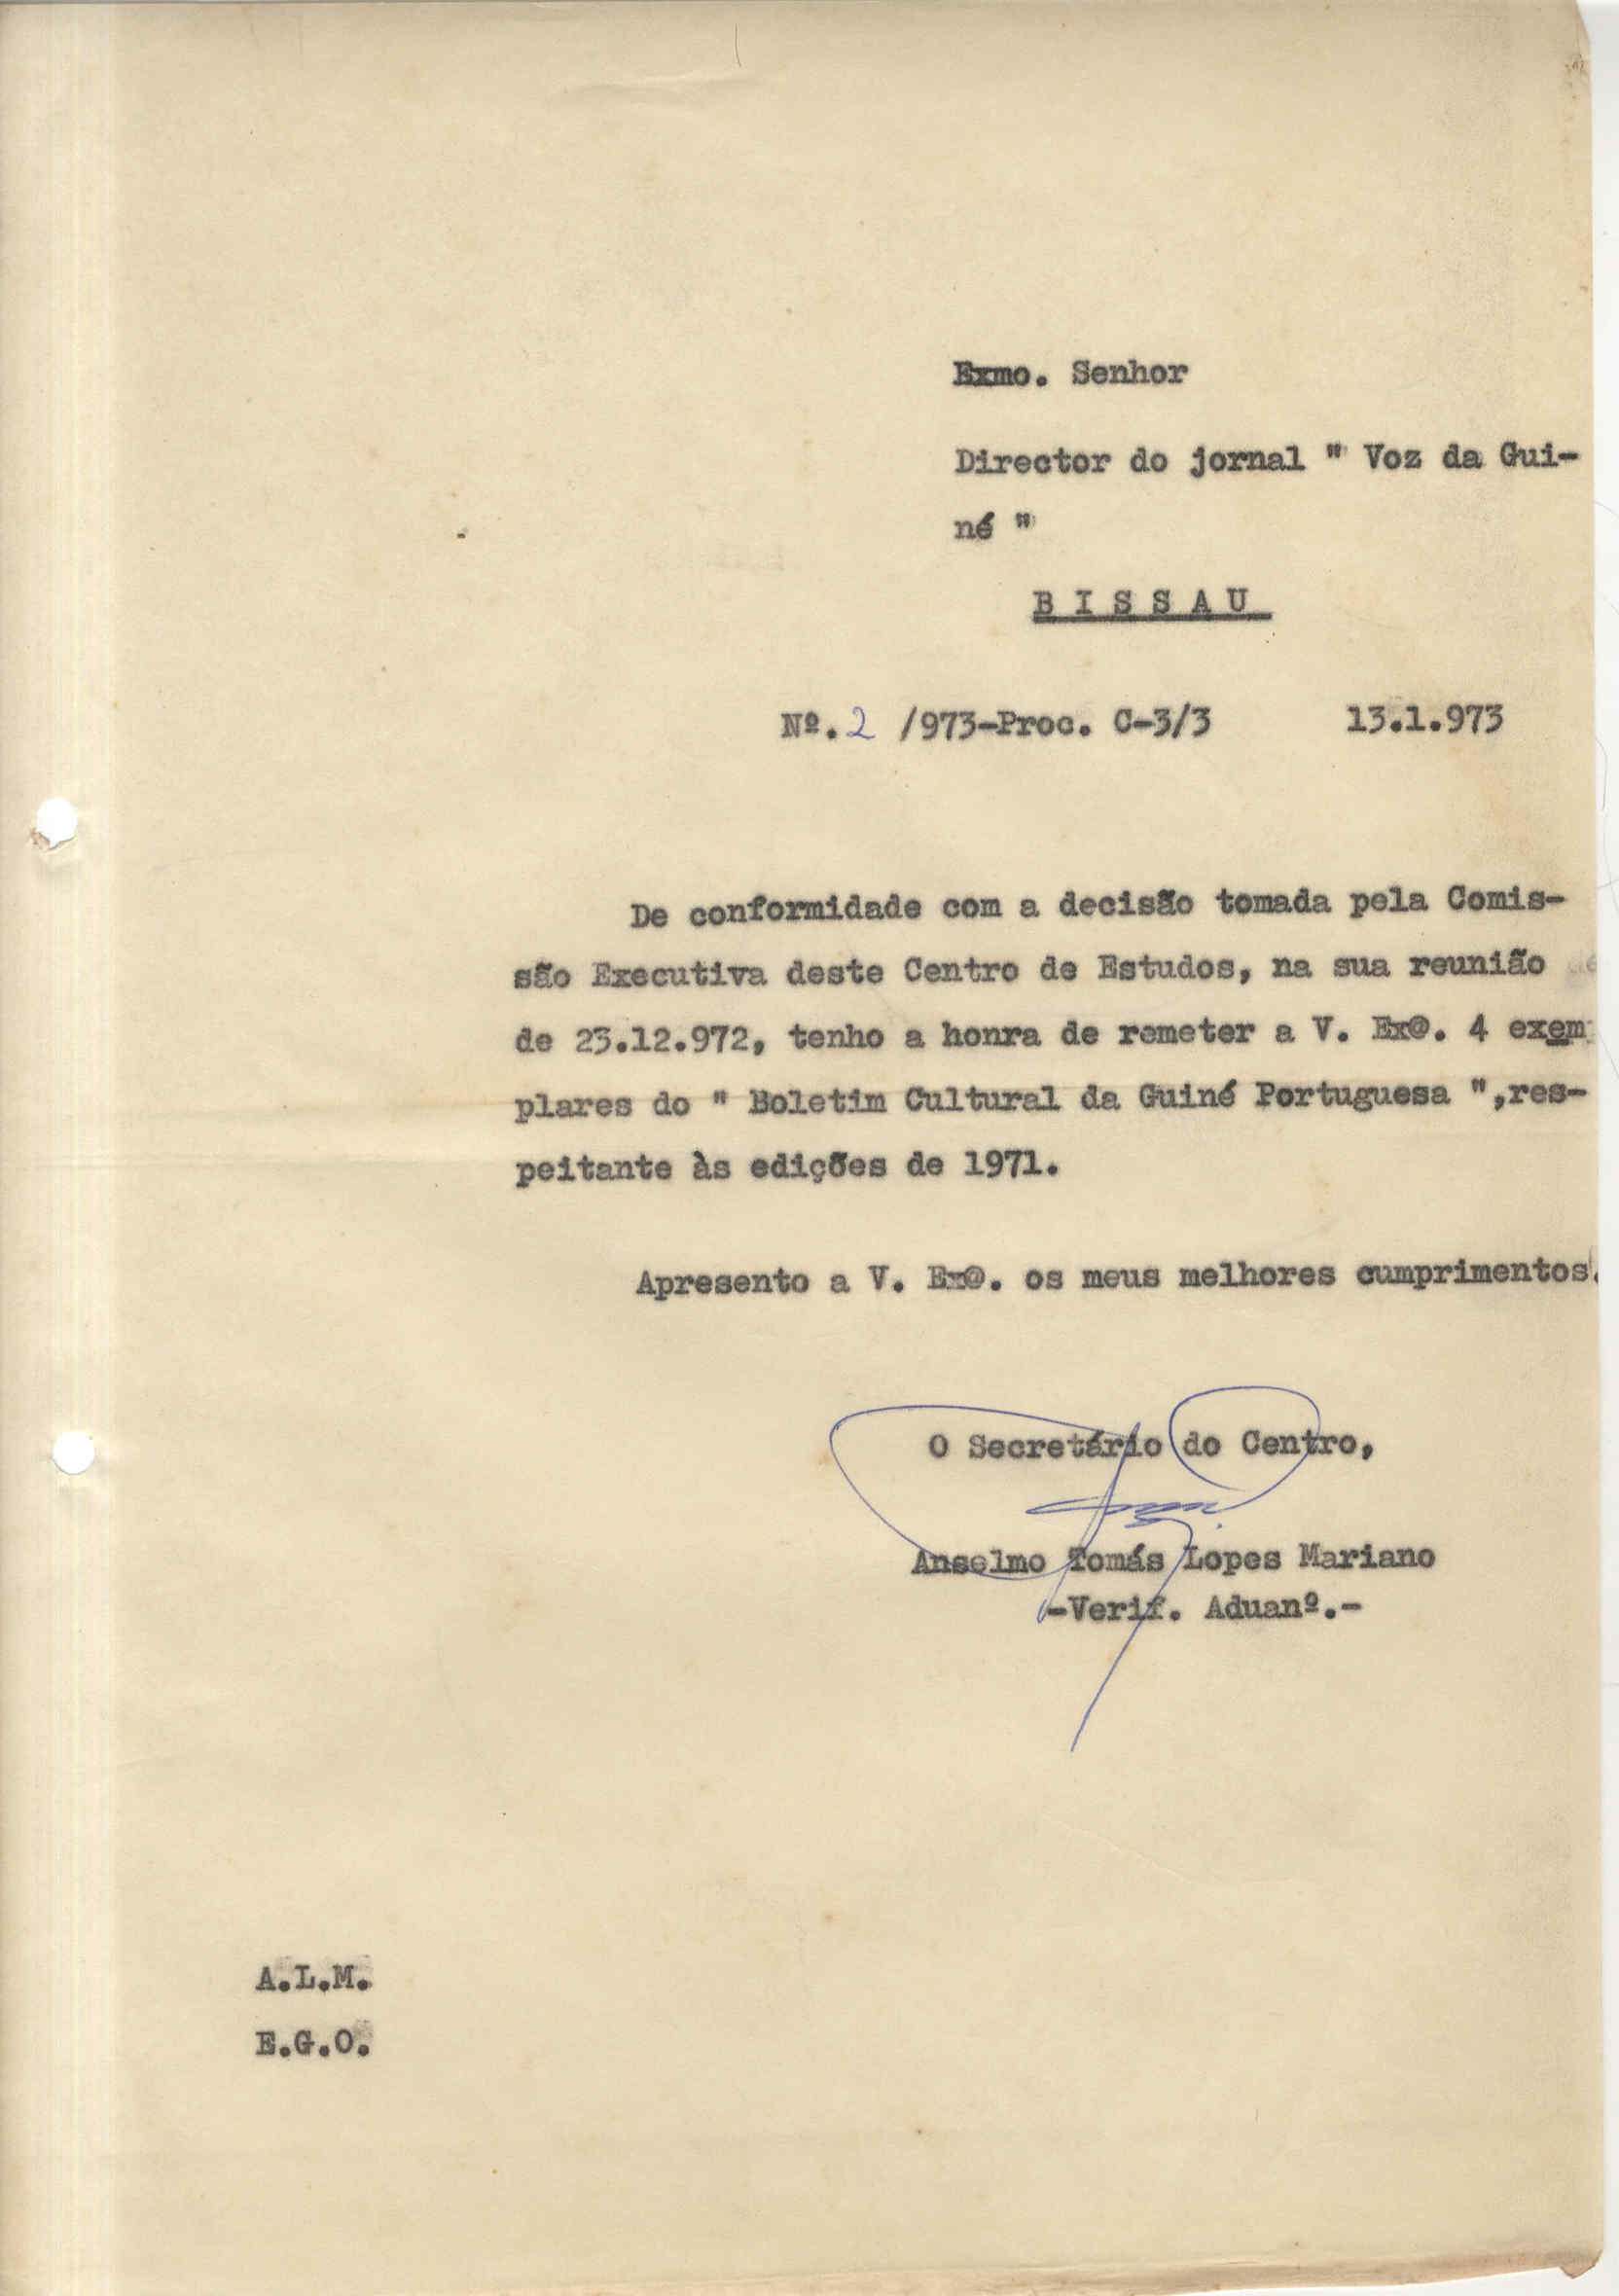 Exmo. Senhor
Director do jornal " Voz da Gui-
né "
B I S S A U
Nº. 2 /973-Proc. C-3/3 13.1.973
De conformidade com a decisão tomada pela Comis-
são Executiva deste Centro de Estudos, na sua reunião
de 23.12.972, tenho a honra de remeter a V. Ex@. 4 exem
plares do " Boletim Cultural da Guiné Portuguesa ",res-
peitante às edições de 1971.
Apresento a V. Ex@. os meus melhores cumprimentos.
O Secretário do Centro,
Anselmo Tomás Lopes Mariano
-Verif. Aduanº.-
A.L.M.
E.G.O.